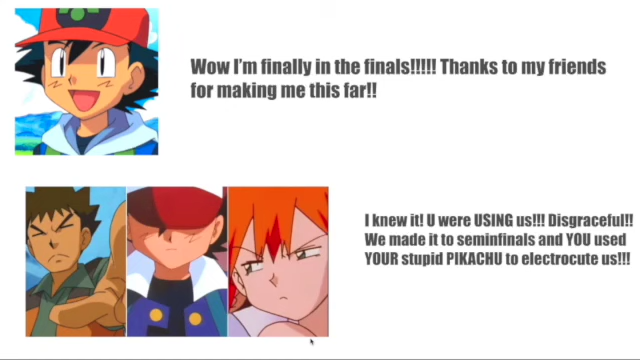 Wow I'm finally in the finals!!!!! Thanks to my friends
for making me this far!!
I knew it! U were USING us!!! Disgraceful!!
We made it to seminfinals and YOU used
YOUR stupid PIKACHU to electrocute us!!!